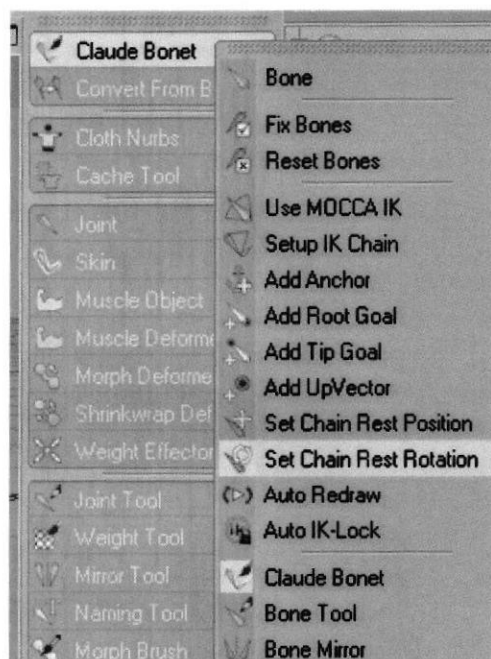 Claude Bonet
Convert From B
Cloth Nurbs
Cache Tool
Joint
Skin
Muscle Object
Muscle Deforme
Morph Deforme
Shrinkwrap Def
Weight Effector
Joint Tool
Weight Tool
Mirror Tool
Naming Tool
Morph Brush
Bone
Fix Bones
Reset Bones
Use MOCCA IK
Setup IK Chain
Add Anchor
Add Root Goal
Add Tip Goal
Add UpVector
Set Chain Rest Position
Set Chain Rest Rotation
Auto Redraw
Auto IK-Lock
Claude Bonet
Bone Tool
Bone Mirror